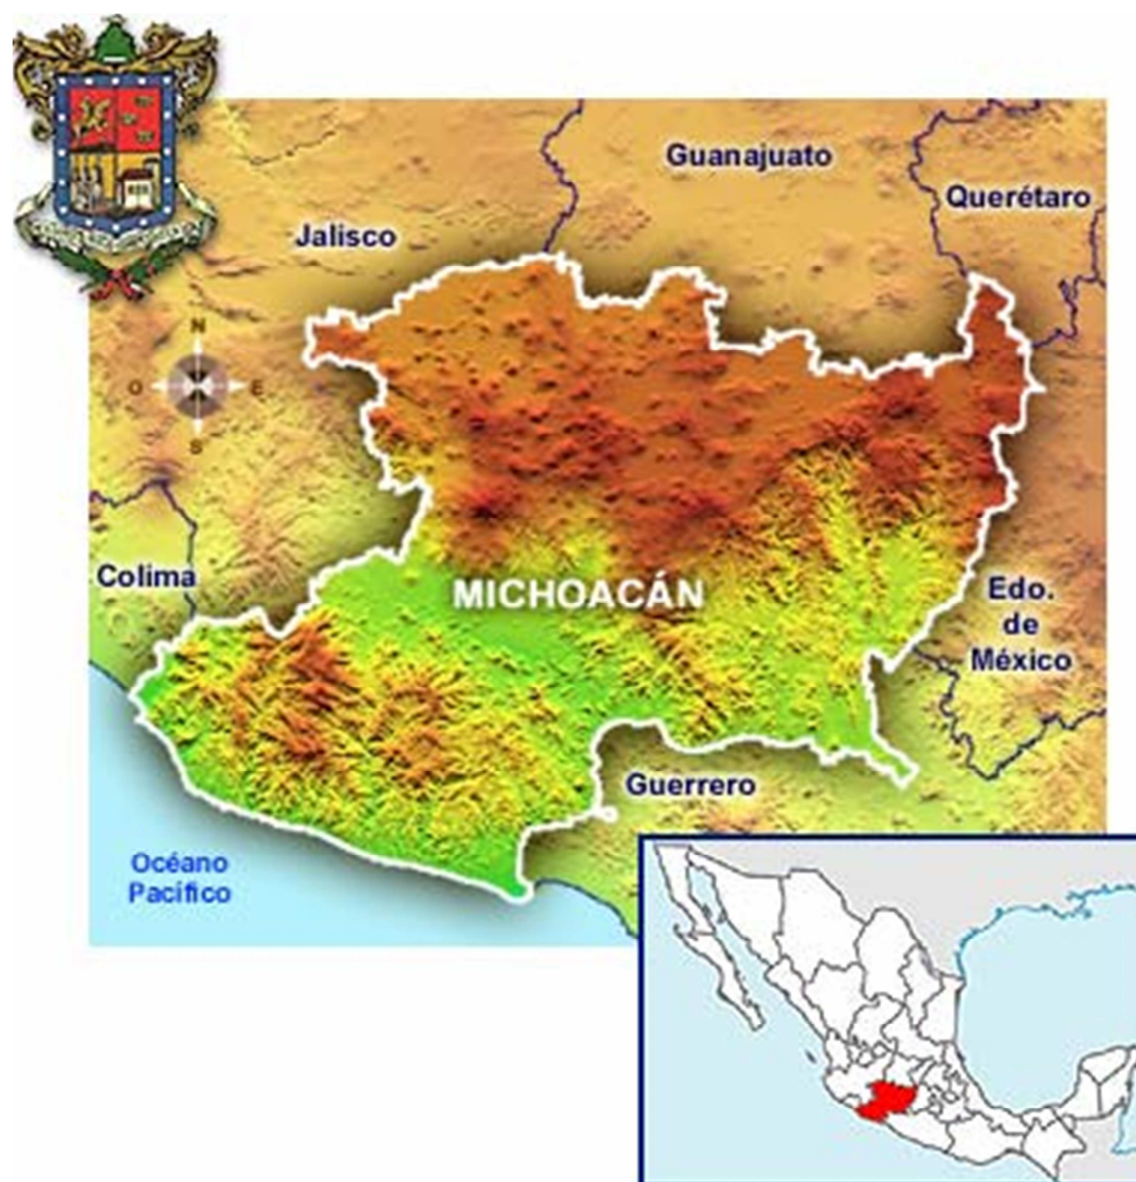 Guanajuato
Querétaro
Jalisco
N
O
E
S
Colima
MICHOACÁN
Edo.
de
México
Guerrero
Océano
Pacífico